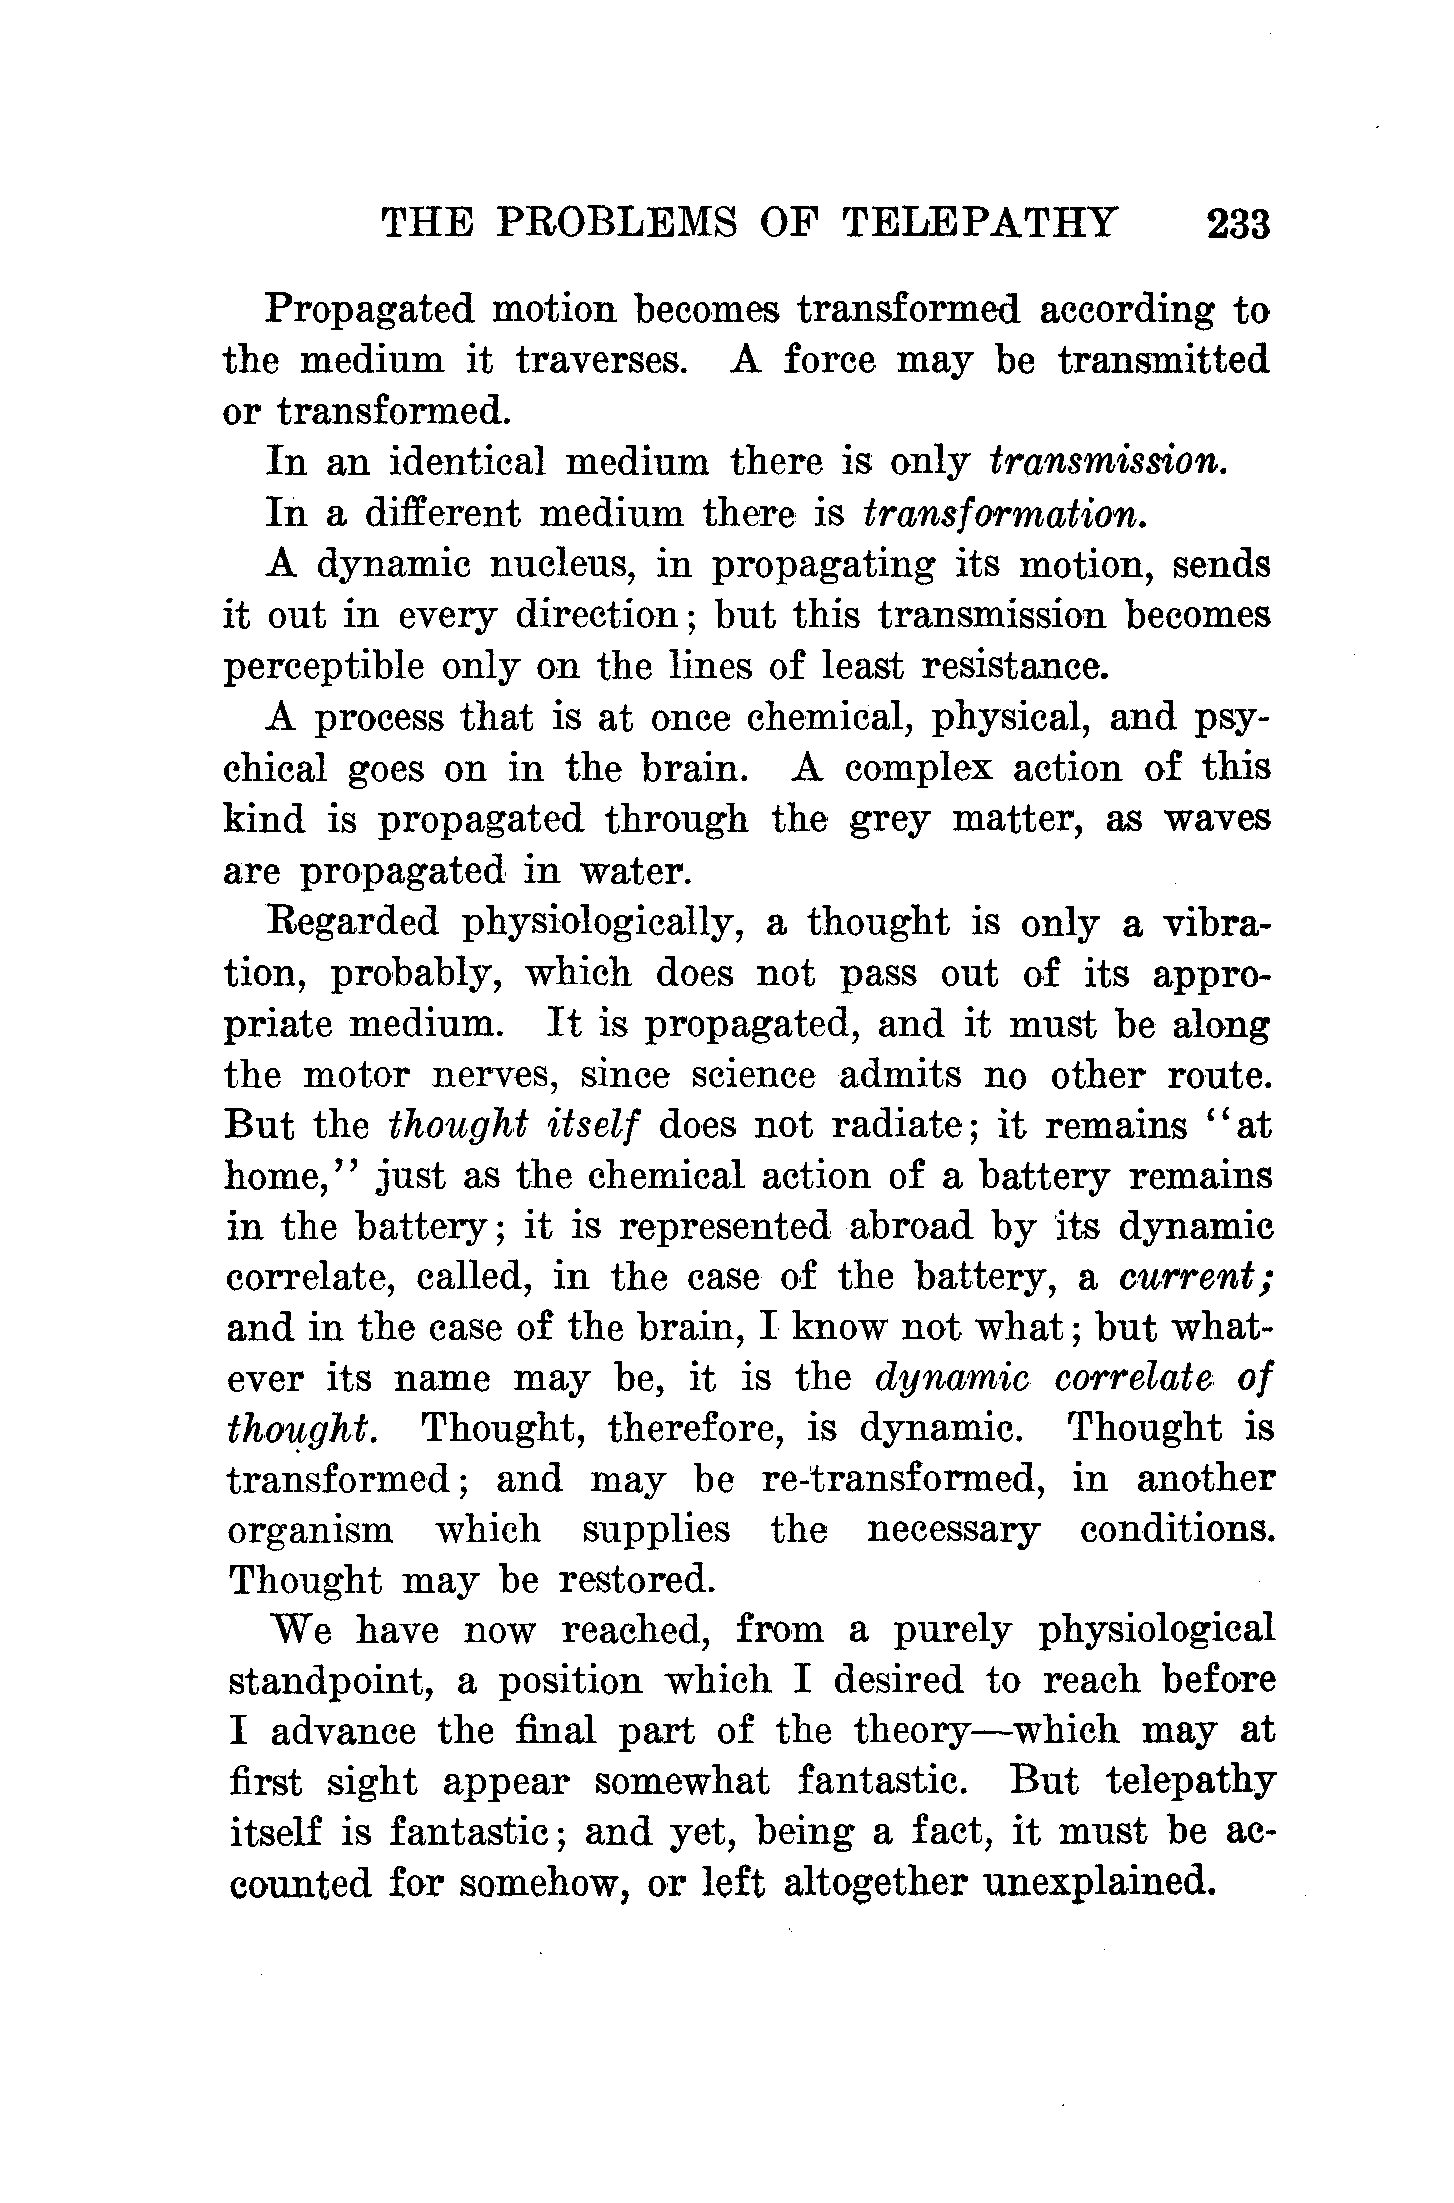 THE PROBLEMS OF TELEPATHY 233
Propagated motion becomes transformed according to
the medium it traverses. A force may be transmitted
or transformed.
In an identical medium there is only transmission.
In a different medium there is transformation.
A dynamic nucleus, in propagating its motion, sends
it out in every direction; but this transmission becomes
perceptible only on the lines of least resistance.
A process that is at once chemical, physical, and psy-
chical goes on in the brain. A complex action of this
kind is propagated through the grey matter, as waves
are propagated in water.
Regarded physiologically, a thought is only a vibra-
tion, probably, which does not pass out of its appro-
priate medium. It is propagated, and it must be along
the motor nerves, since science admits no other route.
But the thought itself does not radiate; it remains "at
home," just as the chemical action of a battery remains
in the battery; it is represented abroad by its dynamic
correlate, called, in the case of the battery, a current;
and in the case of the brain, I know not what; but what-
ever its name may be, it is the dynamic correlate of
thought. Thought, therefore, is dynamic. Thought is
transformed; and may be re-transformed, in another
organism which supplies the necessary conditions.
Thought may be restored.
We have now reached, from a purely physiological
standpoint, a position which I desired to reach before
I advance the final part of the theory—which may at
first sight appear somewhat fantastic. But telepathy
itself is fantastic; and yet, being a fact, it must be ac-
counted for somehow, or left altogether unexplained.